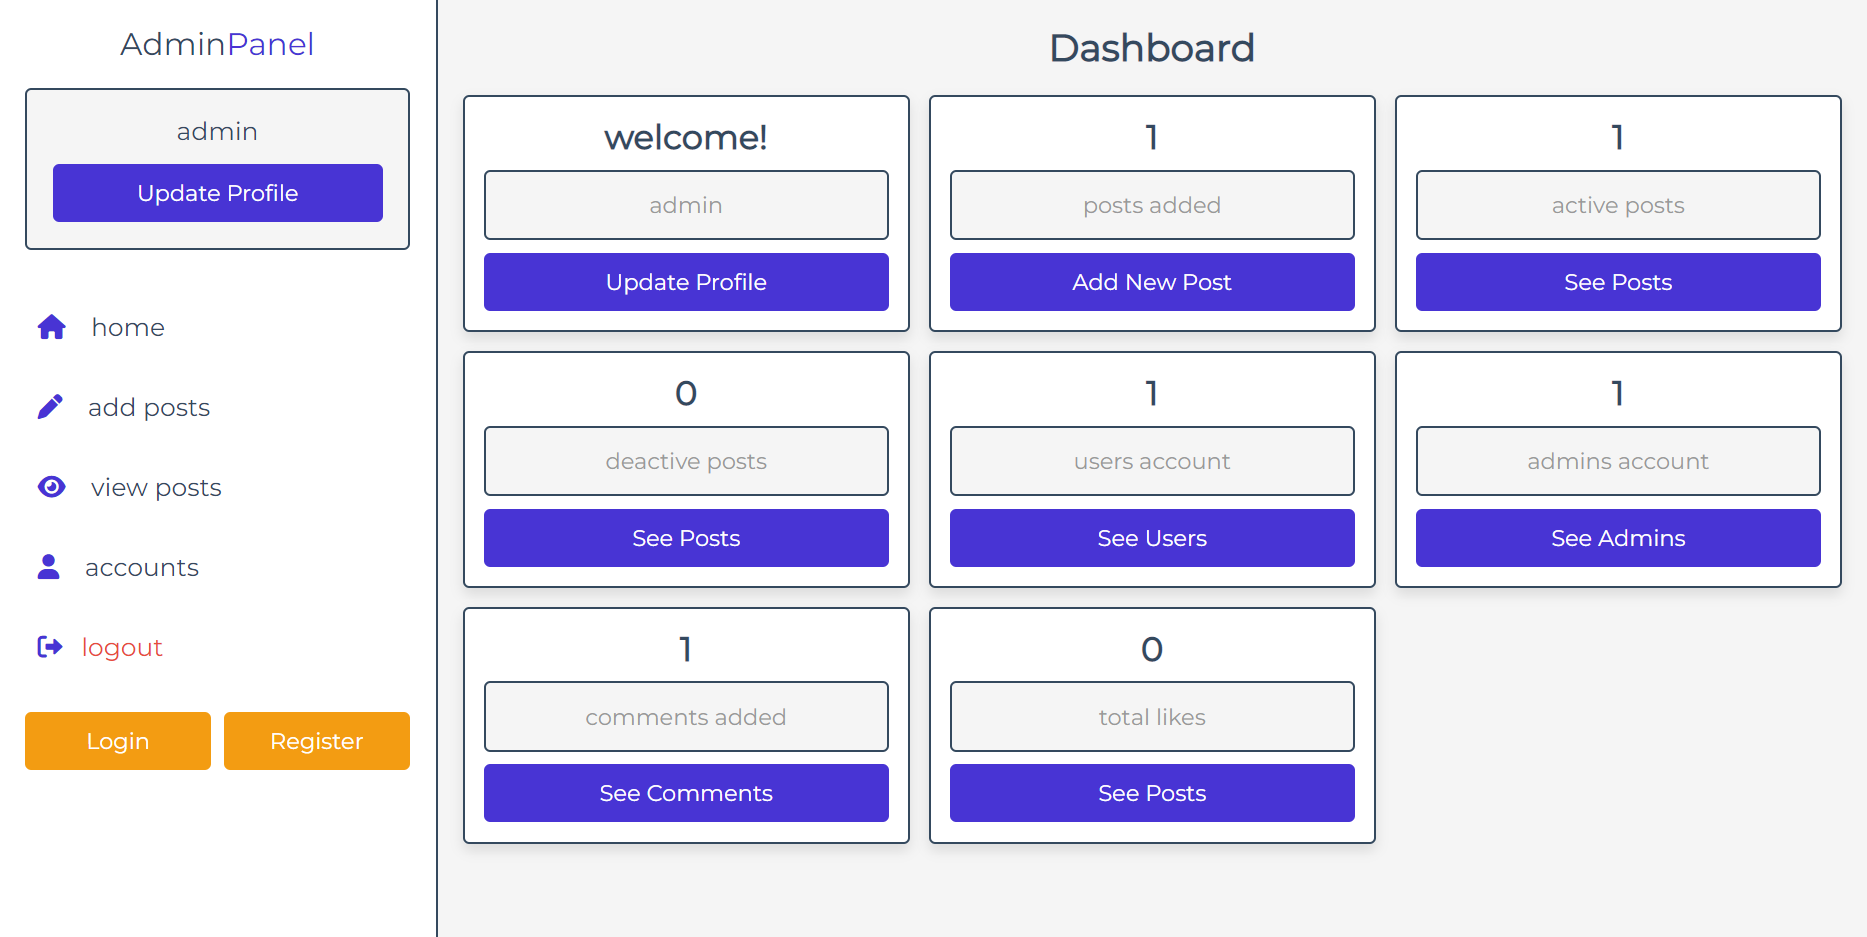 AdminPanel
admin
Update Profile
home
add posts
view posts
accounts
logout
Login Register
Dashboard
welcome!
admin
Update Profile
1
posts added
Add New Post
1
active posts
See Posts
0
deactive posts
See Posts
1
users account
See Users
1
admins account
See Admins
1
comments added
See Comments
0
total likes
See Posts